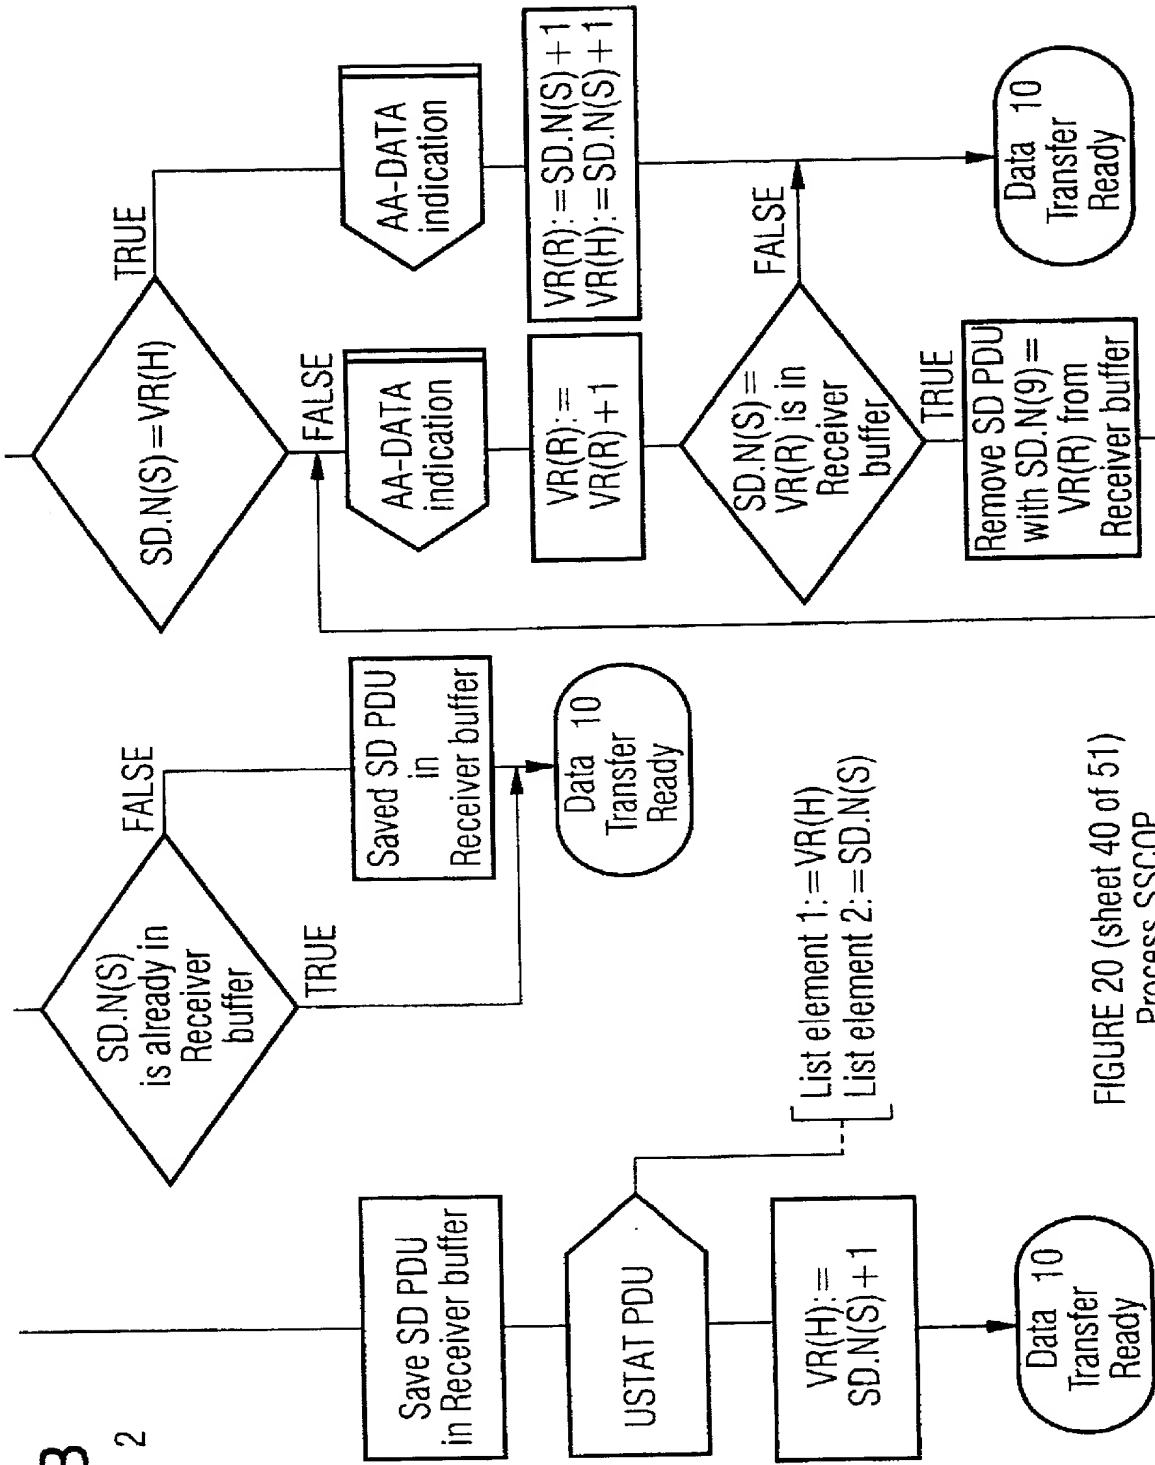 B
2
Save SD PDU
in Receiver buffer
USTAT PDU
List element 1:=VR(H)
List element 2:=SD.N(S)
VR(H):=
SD.N(S)+1
Data 10
Transfer
Ready
SD.N(S)
is already in
Receiver
buffer
FALSE
TRUE
Saved SD PDU
in
Receiver buffer
Data 10
Transfer
Ready
SD.N(S)=VR(H)
TRUE
FALSE
AA-DATA
indication
AA-DATA
indication
VR(R):=
VR(R)+1
VR(R):=SD.N(S)+1
VR(H):=SD.N(S)+1
SD.N(S)=
VR(R) is in
Receiver
buffer
FALSE
TRUE
Remove SD PDU
with SD.N(9)=
VR(R) from
Receiver buffer
Data 10
Transfer
Ready
FIGURE 20 (sheet 40 of 51)
Process SSCOP